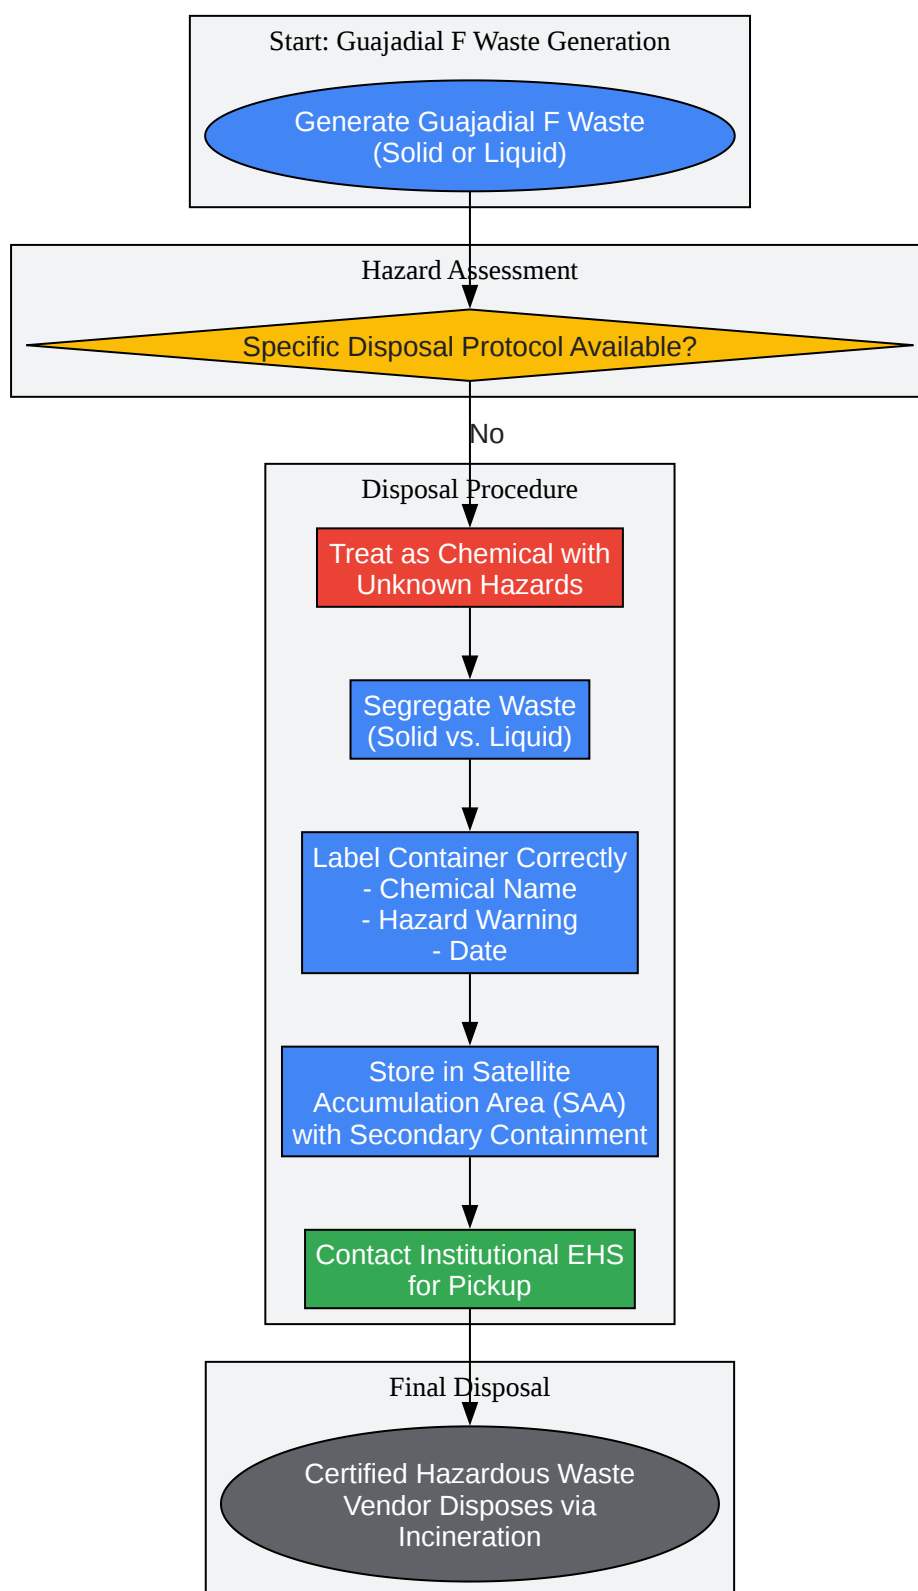 Start: Guajadial F Waste Generation
Generate Guajadial F Waste
(Solid or Liquid)
Hazard Assessment
Specific Disposal Protocol Available?
No
Disposal Procedure
Treat as Chemical with
Unknown Hazards
Segregate Waste
(Solid vs. Liquid)
Label Container Correctly
- Chemical Name
- Hazard Warning
- Date
Store in Satellite
Accumulation Area (SAA)
with Secondary Containment
Contact Institutional EHS
for Pickup
Final Disposal
Certified Hazardous Waste
Vendor Disposes via
Incineration